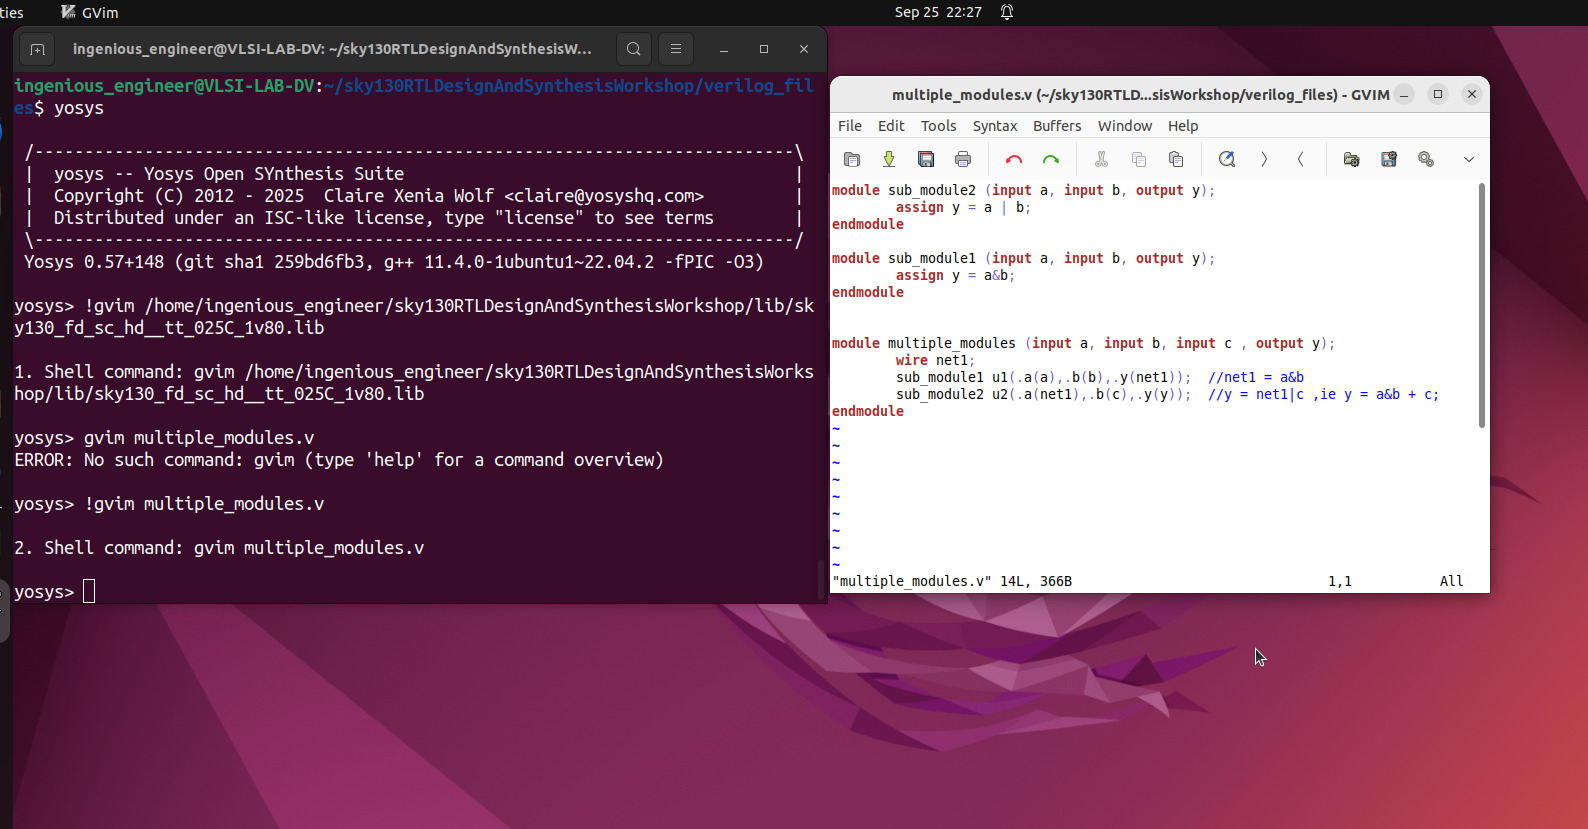 ties GVim Sep 25 22:27
ingenious_engineer@VLSI-LAB-DV: ~/sky130RTLDesignAndSynthesisW...
ingenious_engineer@VLSI-LAB-DV:~/sky130RTLDesignAndSynthesisWorkshop/verilog_fil
es$ yosys
/----------------------------------------------------------------------------\
| yosys -- Yosys Open SYnthesis Suite |
| Copyright (C) 2012 - 2025 Claire Xenia Wolf <claire@yosyshq.com> |
| Distributed under an ISC-like license, type "license" to see terms |
\----------------------------------------------------------------------------/
Yosys 0.57+148 (git sha1 259bd6fb3, g++ 11.4.0-1ubuntu1~22.04.2 -fPIC -O3)
yosys> !gvim /home/ingenious_engineer/sky130RTLDesignAndSynthesisWorkshop/lib/sk
y130_fd_sc_hd__tt_025C_1v80.lib
1. Shell command: gvim /home/ingenious_engineer/sky130RTLDesignAndSynthesisWorks
hop/lib/sky130_fd_sc_hd__tt_025C_1v80.lib
yosys> gvim multiple_modules.v
ERROR: No such command: gvim (type 'help' for a command overview)
yosys> !gvim multiple_modules.v
2. Shell command: gvim multiple_modules.v
yosys>
multiple_modules.v (~/sky130RTLD...sisWorkshop/verilog_files) - GVIM
File Edit Tools Syntax Buffers Window Help
module sub_module2 (input a, input b, output y);
assign y = a | b;
endmodule
module sub_module1 (input a, input b, output y);
assign y = a&b;
endmodule
module multiple_modules (input a, input b, input c , output y);
wire net1;
sub_module1 u1(.a(a),.b(b),.y(net1)); //net1 = a&b
sub_module2 u2(.a(net1),.b(c),.y(y)); //y = net1|c ,ie y = a&b + c;
endmodule
~
~
~
~
~
~
~
~
~
"multiple_modules.v" 14L, 366B 1,1 All